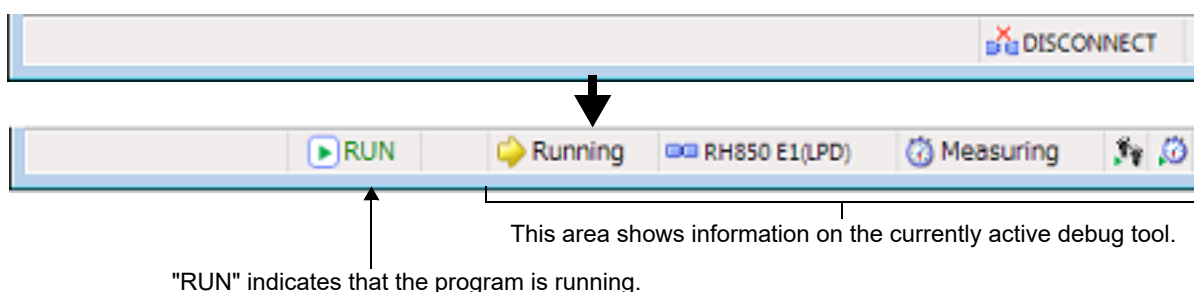 DISCONNECT
RUN Running RH850 E1(LPD) Measuring
This area shows information on the currently active debug tool.
"RUN" indicates that the program is running.